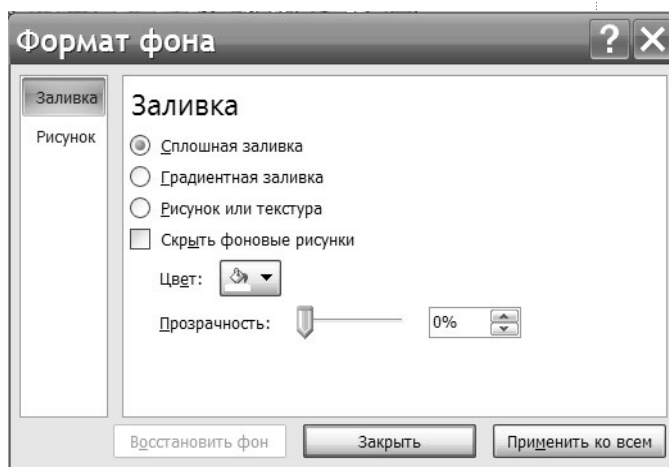 Формат фона
Заливка
Рисунок
Заливка
Сплошная заливка
Градиентная заливка
Рисунок или текстура
Скрыть фоновые рисунки
Цвет:
Прозрачность: 0%
Восстановить фон Закрыть Применить ко всем